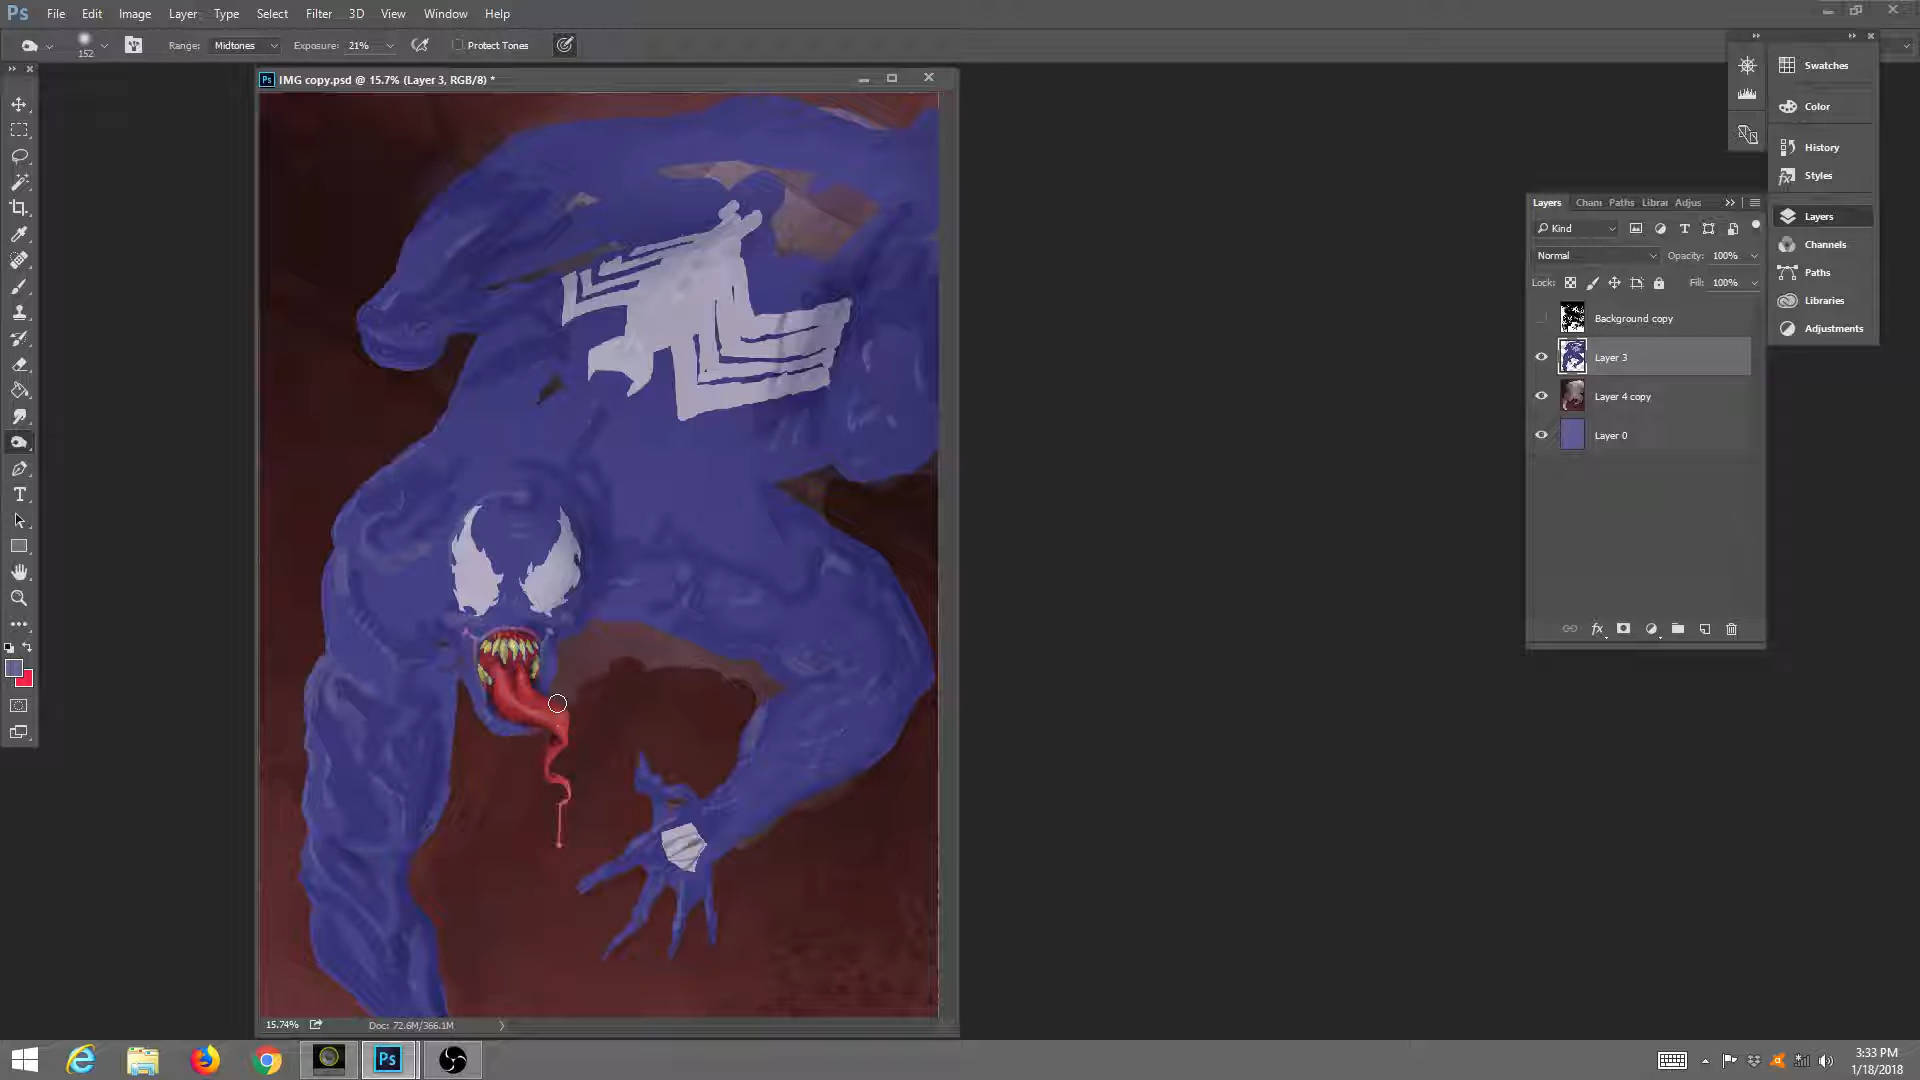 Ps File Edit Image Layer Type Select Filter 3D View Window Help
152 Range: Midtones Exposure: 21% Protect Tones
Ps IMG copy.psd @ 15.7% (Layer 3, RGB/8) *
Swatches
Color
History
Styles
Layers
Channels
Paths
Libraries
Adjustments
Layers Chann Paths Librar Adjus
Kind
Normal Opacity: 100%
Lock: Fill: 100%
Background copy
Layer 3
Layer 4 copy
Layer 0
fx
15.74% Doc: 72.6M/366.1M
Ps
3:33 PM
1/18/2018